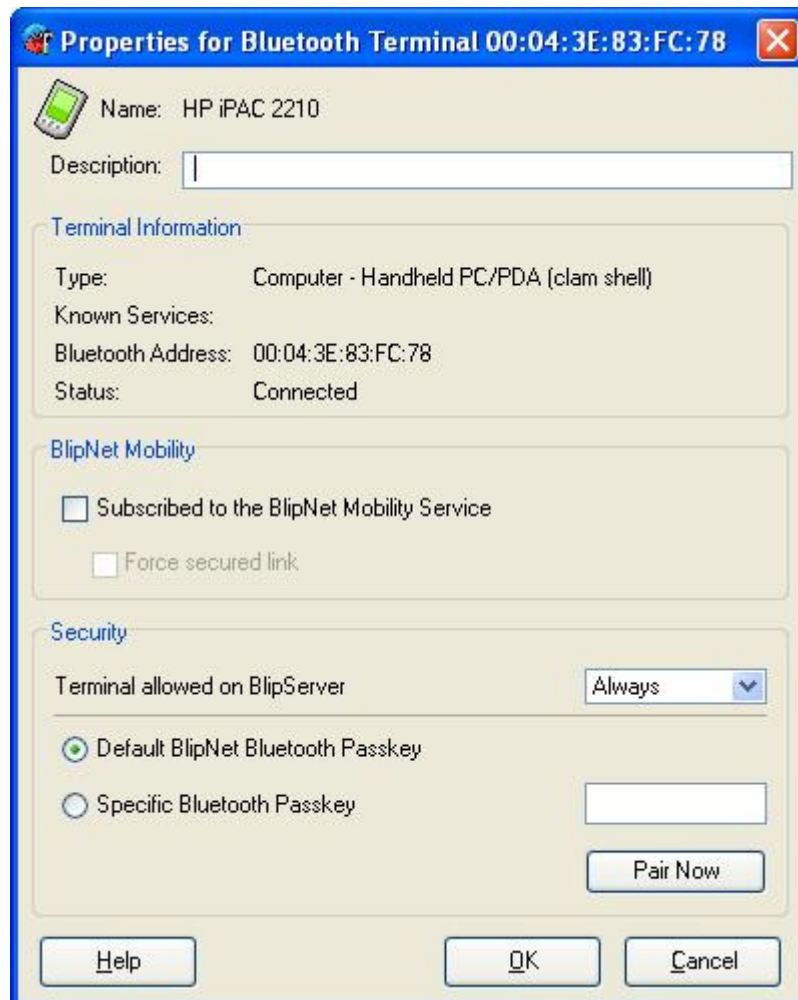 Properties for Bluetooth Terminal 00:04:3E:83:FC:78
Name: HP iPAC 2210
Description:
Terminal Information
Type: Computer - Handheld PC/PDA (clam shell)
Known Services:
Bluetooth Address: 00:04:3E:83:FC:78
Status: Connected
BlipNet Mobility
Subscribed to the BlipNet Mobility Service
Force secured link
Security
Terminal allowed on BlipServer Always
Default BlipNet Bluetooth Passkey
Specific Bluetooth Passkey
Pair Now
Help OK Cancel